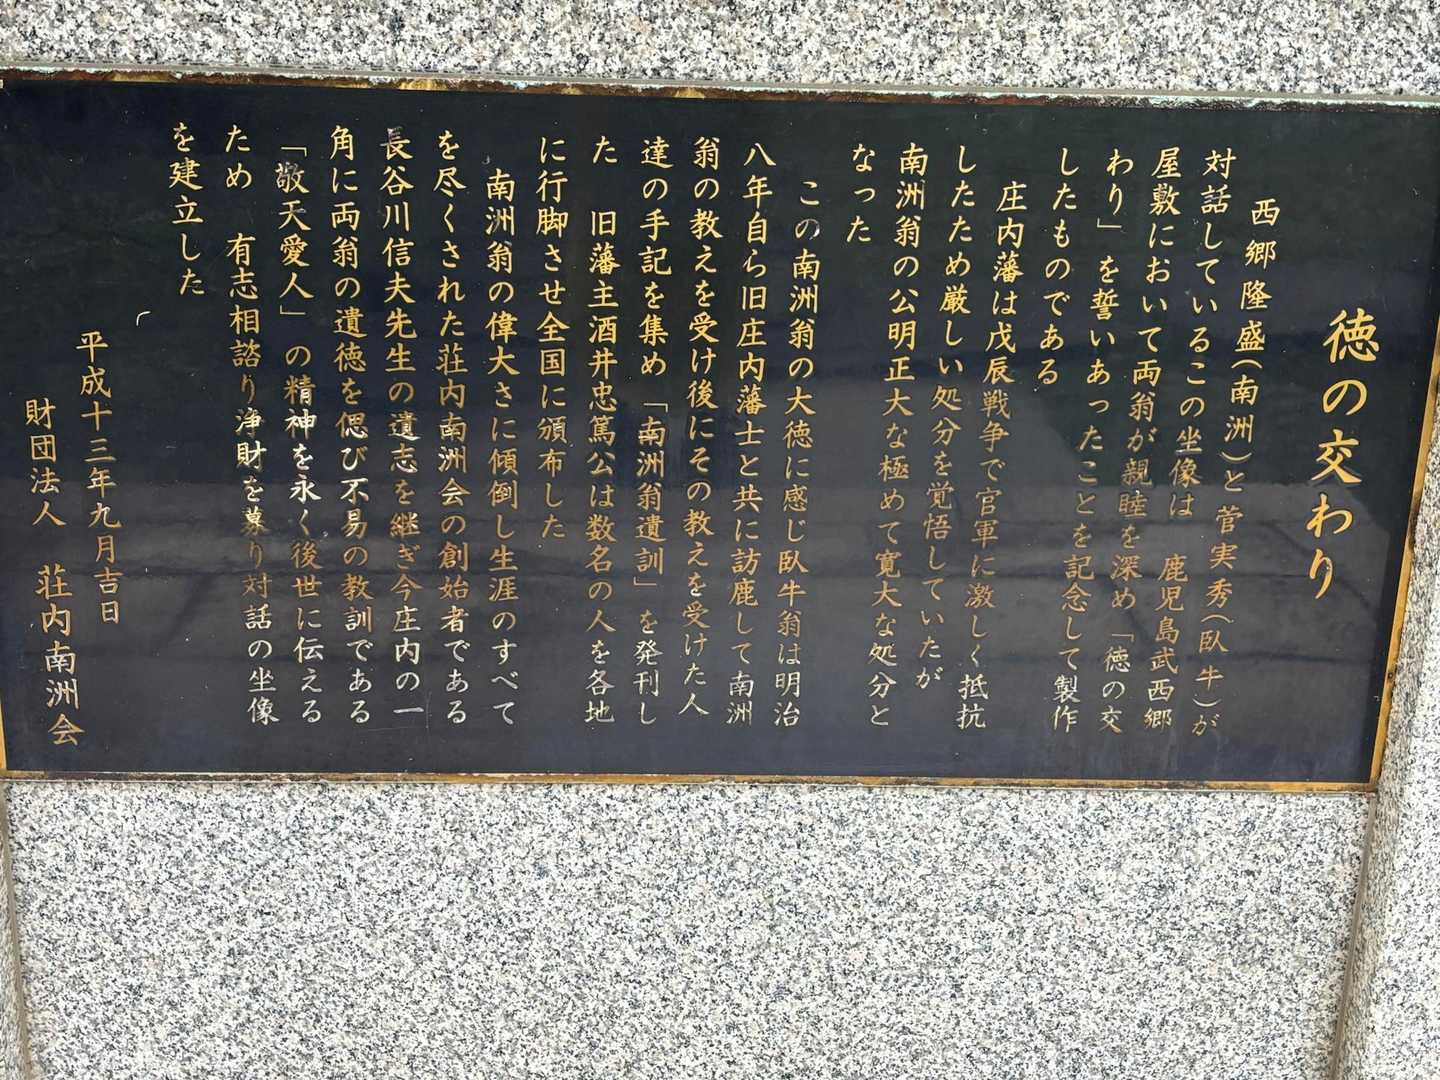 徳の交わり
西郷隆盛(南洲)と菅実秀(臥牛)が
対話しているこの坐像は　鹿児島武西郷
屋敷において両翁が親睦を深め「徳の交
わり」を誓いあったことを記念して製作
したものである
庄内藩は戊辰戦争で官軍に激しく抵抗
したため厳しい処分を覚悟していたが
南洲翁の公明正大な極めて寛大な処分と
なった
この南洲翁の大徳に感じ臥牛翁は明治
八年自ら旧庄内藩士と共に訪鹿して南洲
翁の教えを受け後にその教えを受けた人
達の手記を集め「南洲翁遺訓」を発刊し
た　旧藩主酒井忠篤公は数名の人を各地
に行脚させ全国に頒布した
南洲翁の偉大さに傾倒し生涯のすべて
を尽くされた荘内南洲会の創始者である
長谷川信夫先生の遺志を継ぎ今庄内の一
角に両翁の遺徳を偲び不易の教訓である
「敬天愛人」の精神を永く後世に伝える
ため　有志相諮り浄財を募り対話の坐像
を建立した
平成十三年九月吉日
財団法人　荘内南洲会